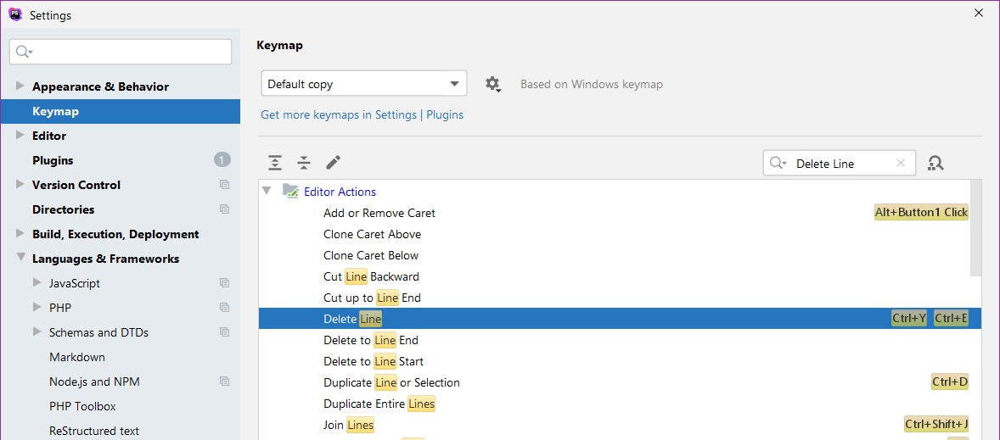 PS Settings
Appearance & Behavior
Keymap
Editor
Plugins 1
Version Control
Directories
Build, Execution, Deployment
Languages & Frameworks
JavaScript
PHP
Schemas and DTDs
Markdown
Node.js and NPM
PHP Toolbox
ReStructured text
Keymap
Default copy Based on Windows keymap
Get more keymaps in Settings | Plugins
Delete Line
Editor Actions
Add or Remove Caret Alt+Button1 Click
Clone Caret Above
Clone Caret Below
Cut Line Backward
Cut up to Line End
Delete Line Ctrl+Y Ctrl+E
Delete to Line End
Delete to Line Start
Duplicate Line or Selection Ctrl+D
Duplicate Entire Lines
Join Lines Ctrl+Shift+J